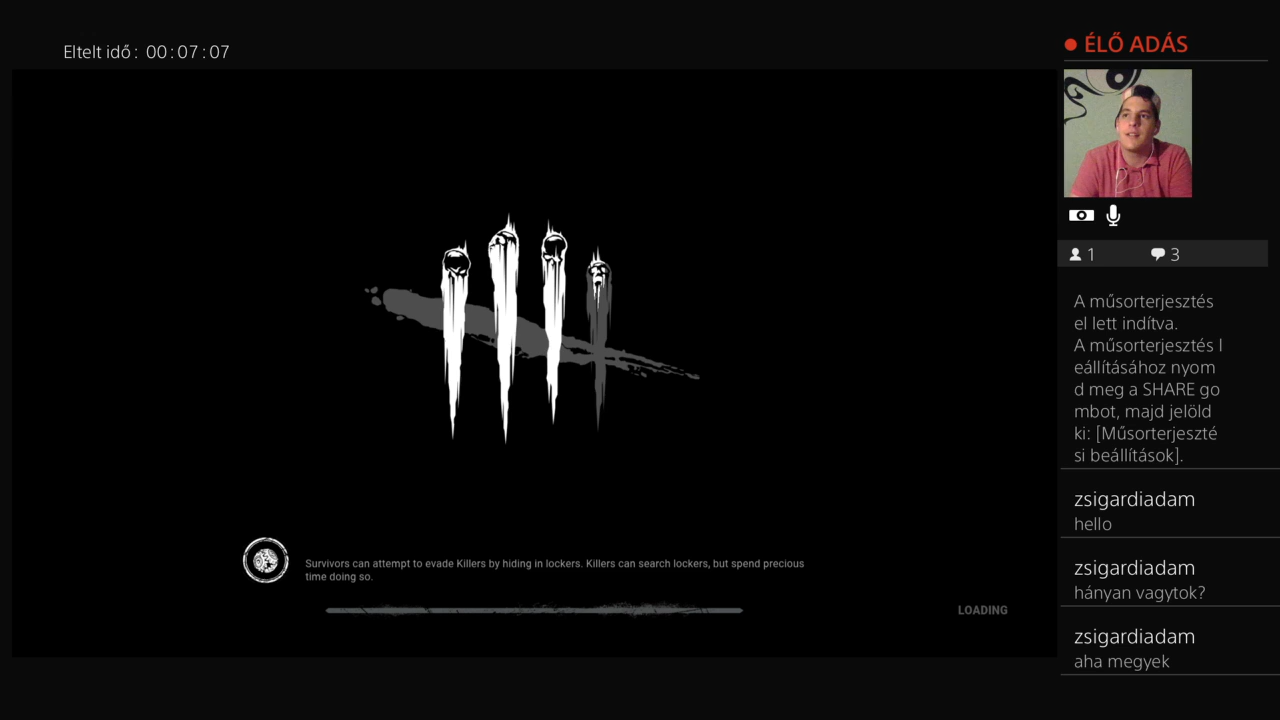 Eltelt idő : 00:07:07
ÉLŐ ADÁS
1 3
A műsorterjesztés
el lett indítva.
A műsorterjesztés l
eállításához nyom
d meg a SHARE go
mbot, majd jelöld
ki: [Műsorterjeszté
si beállítások].
zsigardiadam
hello
zsigardiadam
hányan vagytok?
zsigardiadam
aha megyek
Survivors can attempt to evade Killers by hiding in lockers. Killers can search lockers, but spend precious
time doing so.
LOADING